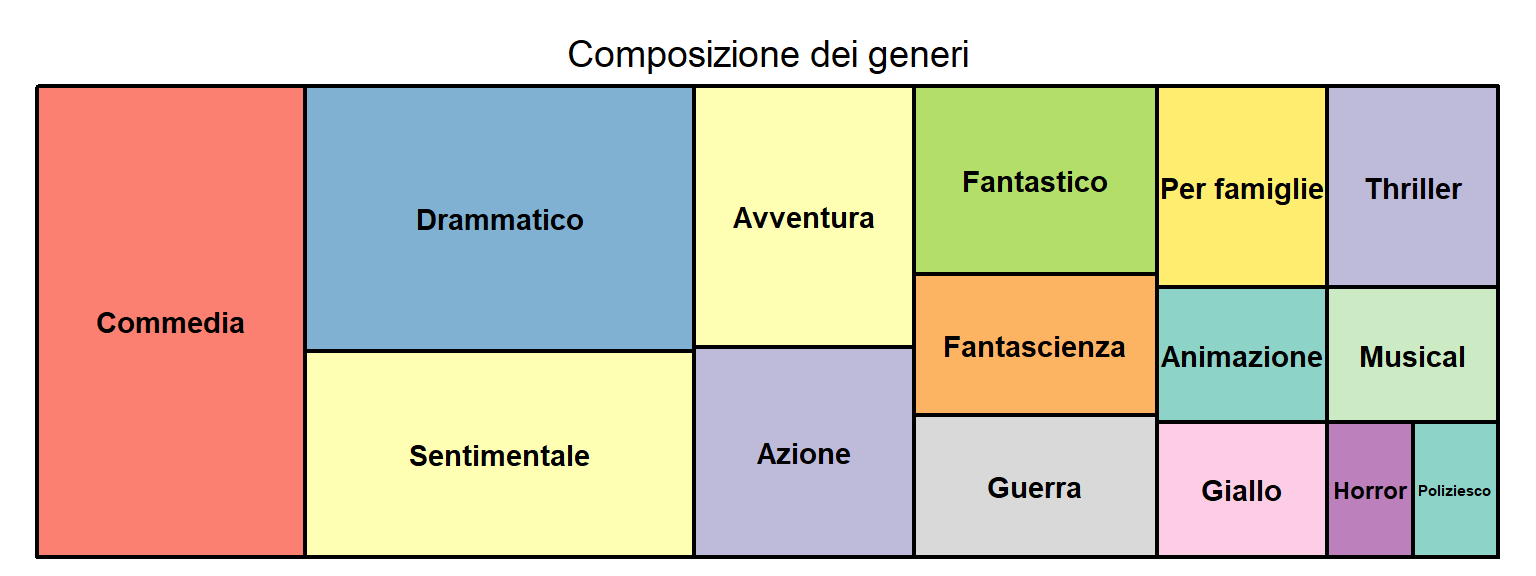 Composizione dei generi
Commedia
Drammatico
Sentimentale
Avventura
Azione
Fantastico
Fantascienza
Guerra
Per famiglie
Thriller
Animazione
Musical
Giallo
Horror
Poliziesco